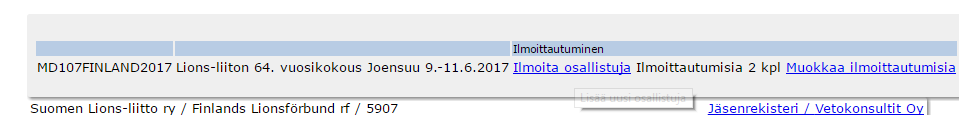 Ilmoittautuminen
MD107FINLAND2017 Lions-liiton 64. vuosikokous Joensuu 9.-11.6.2017 Ilmoita osallistuja Ilmoittautumisia 2 kpl Muokkaa ilmoittautumisia
Lisää uusi osallistuja
Suomen Lions-liitto ry / Finlands Lionsförbund rf / 5907 Jäsenrekisteri / Vetokonsultit Oy